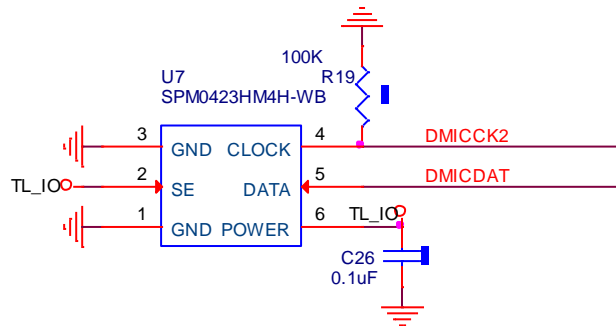 100K
U7
R19
SPM0423HM4H-WB
3
GND
CLOCK
4
DMICCK2
TL_IO
2
SE
DATA
5
DMICDAT
1
GND
POWER
6
TL_IO
C26
0.1uF